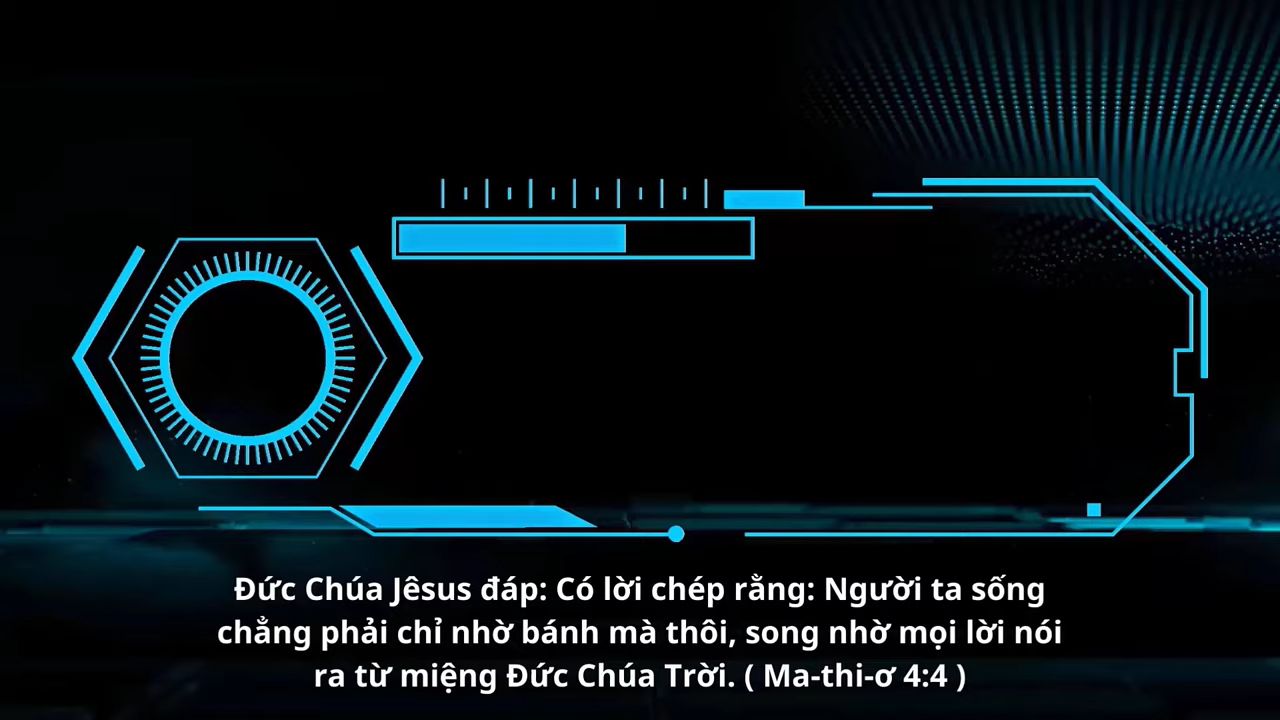 Đức Chúa Jêsus đáp: Có lời chép rằng: Người ta sống
chẳng phải chỉ nhờ bánh mà thôi, song nhờ mọi lời nói
ra từ miệng Đức Chúa Trời. ( Ma-thi-ơ 4:4 )